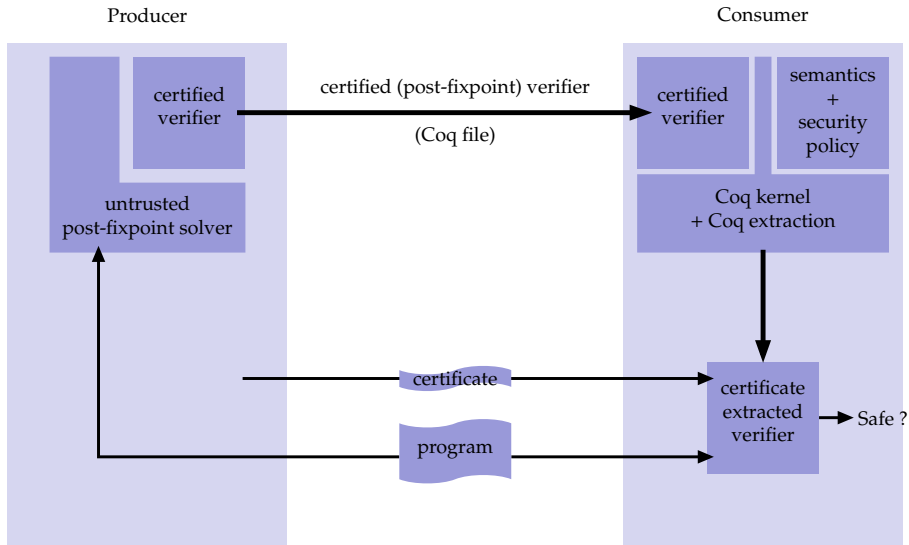 Producer
Consumer
certified
verifier
certified (post-fixpoint) verifier
(Coq file)
certified
verifier
semantics
+
security
policy
untrusted
post-fixpoint solver
Coq kernel
+ Coq extraction
certificate
certificate
extracted
verifier
Safe ?
program